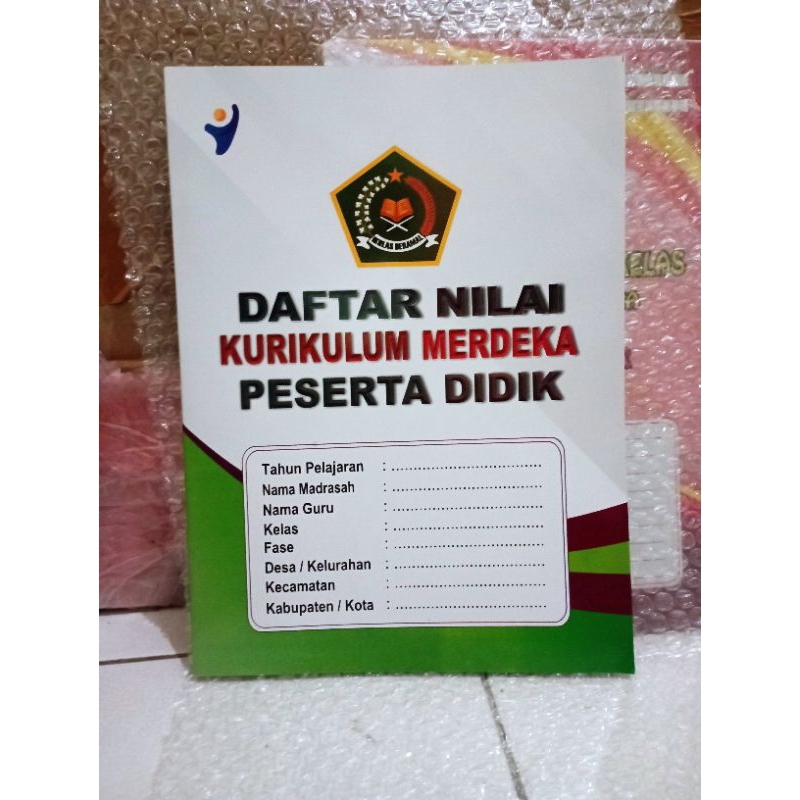 IKHLAS BERAMAL
DAFTAR NILAI
KURIKULUM MERDEKA
PESERTA DIDIK
Tahun Pelajaran : ..................................
Nama Madrasah : ..................................
Nama Guru : ..................................
Kelas : ..................................
Fase : ..................................
Desa / Kelurahan : ..................................
Kecamatan : ..................................
Kabupaten / Kota : ..................................
KELAS